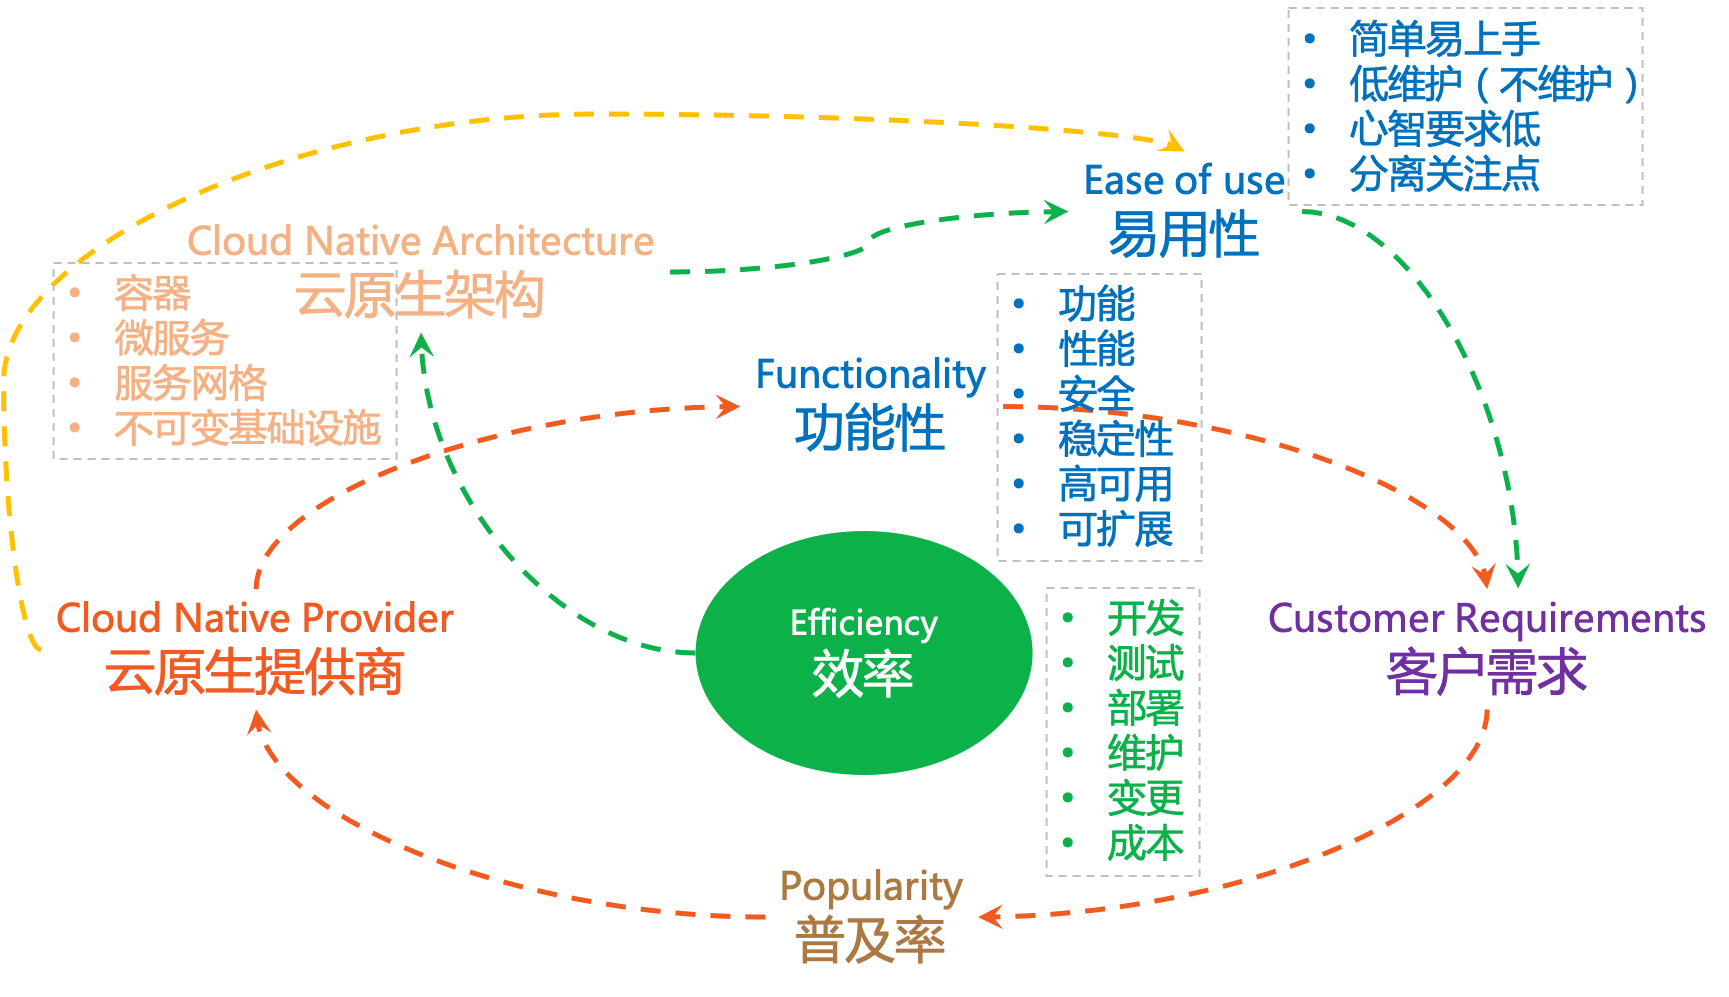 • 简单易上手
• 低维护（不维护）
• 心智要求低
• 分离关注点
Ease of use
易用性
Cloud Native Architecture
云原生架构
• 容器
• 微服务
• 服务网格
• 不可变基础设施
• 功能
• 性能
• 安全
• 稳定性
• 高可用
• 可扩展
Functionality
功能性
Cloud Native Provider
云原生提供商
Efficiency
效率
• 开发
• 测试
• 部署
• 维护
• 变更
• 成本
Customer Requirements
客户需求
Popularity
普及率